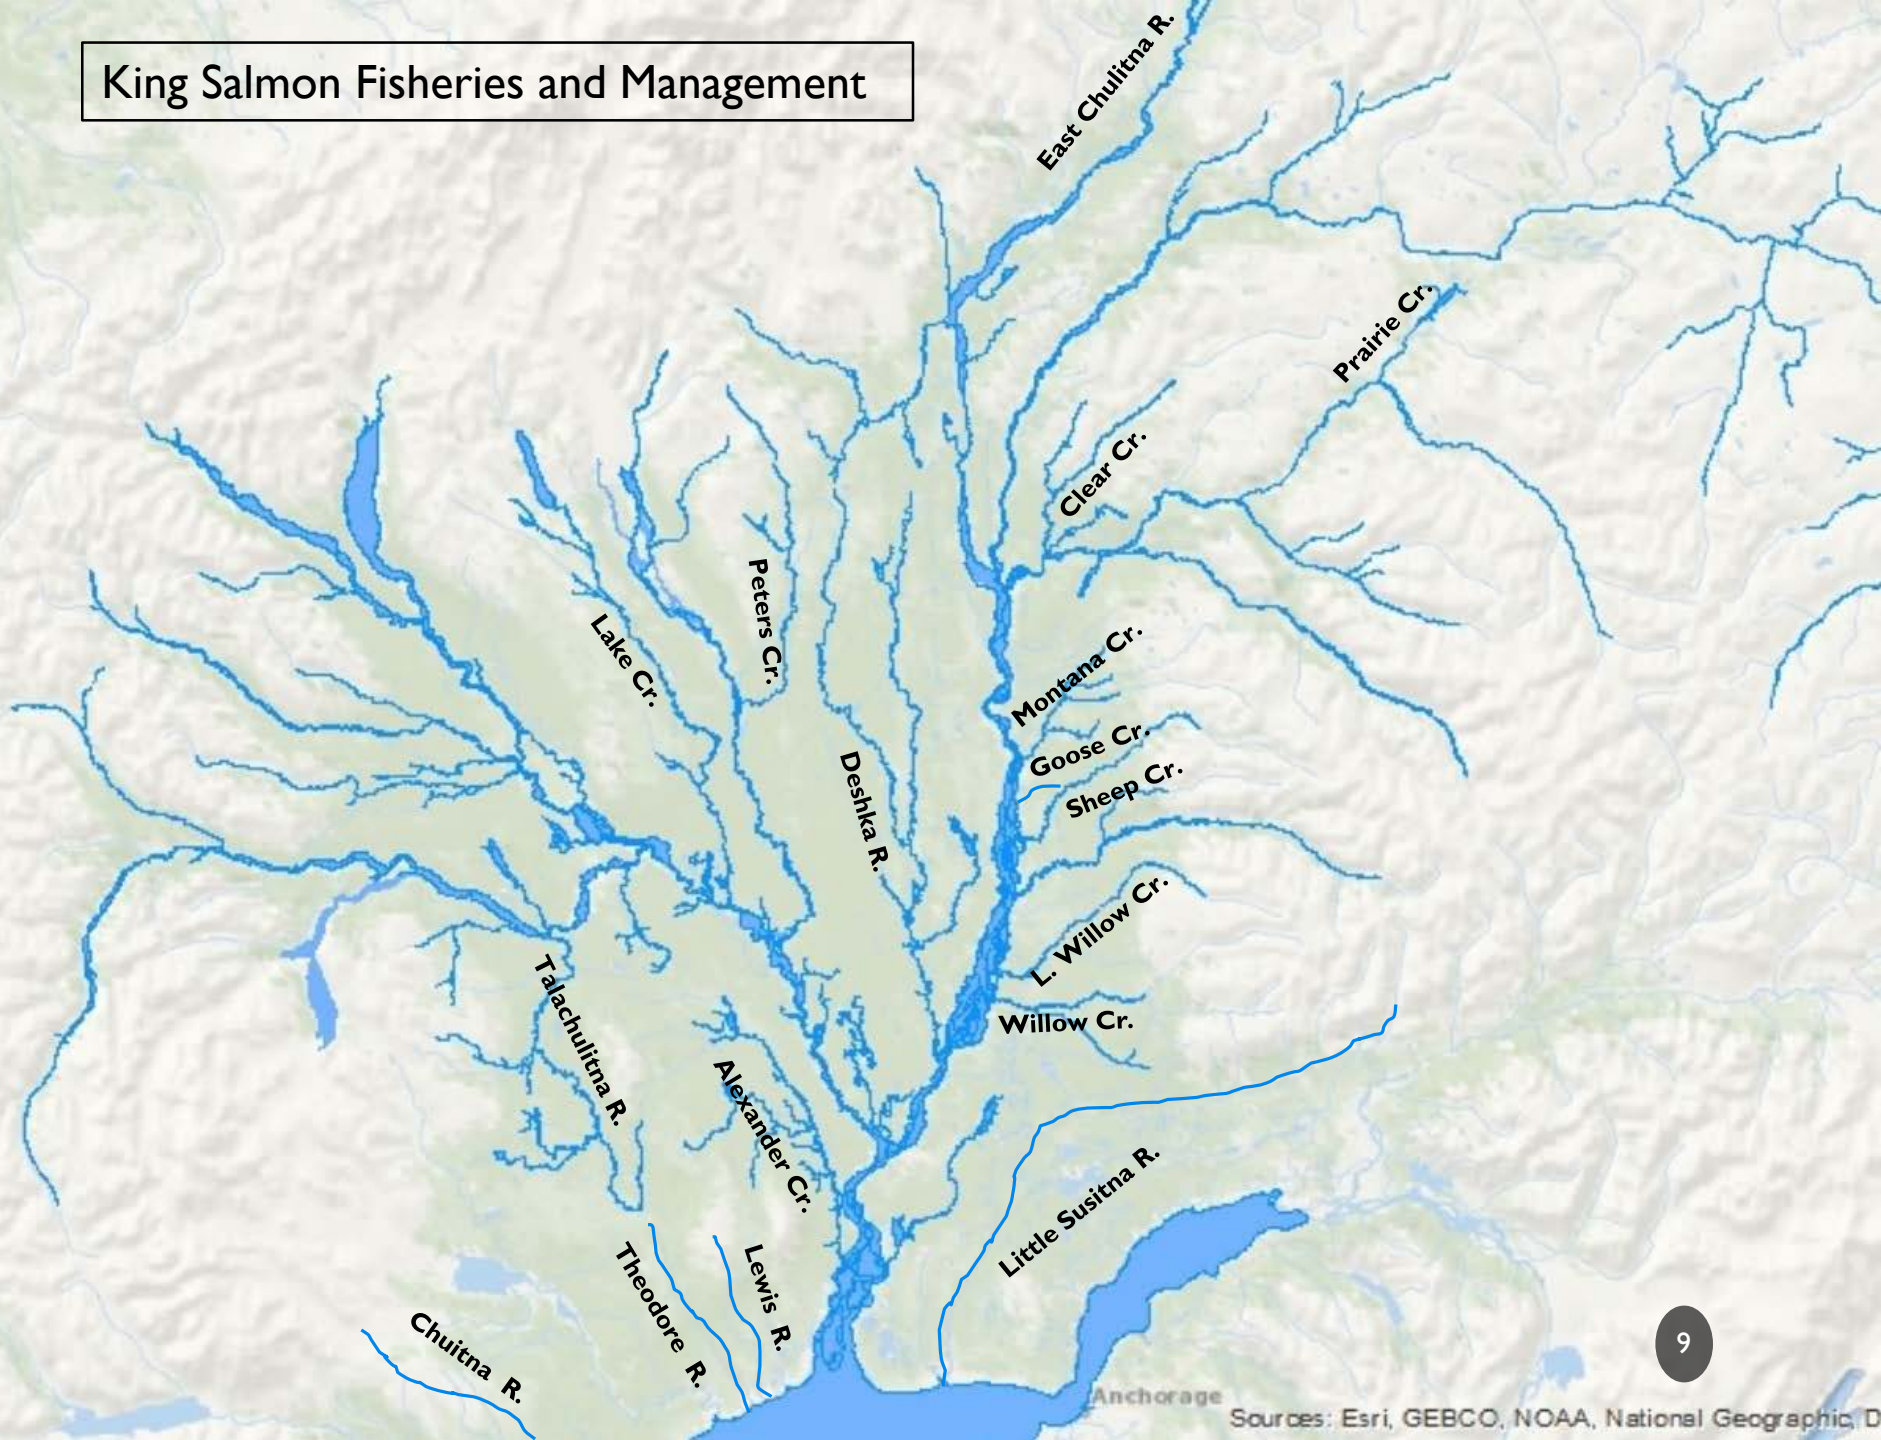 King Salmon Fisheries and Management
East Chulitna R.
Prairie Cr.
Clear Cr.
Peters Cr.
Lake Cr.
Montana Cr.
Goose Cr.
Sheep Cr.
Deshka R.
L. Willow Cr.
Willow Cr.
Talachulitna R.
Alexander Cr.
Little Susitna R.
Theodore R.
Lewis R.
Chuitna R.
9
Anchorage
Sources: Esri, GEBCO, NOAA, National Geographic, D